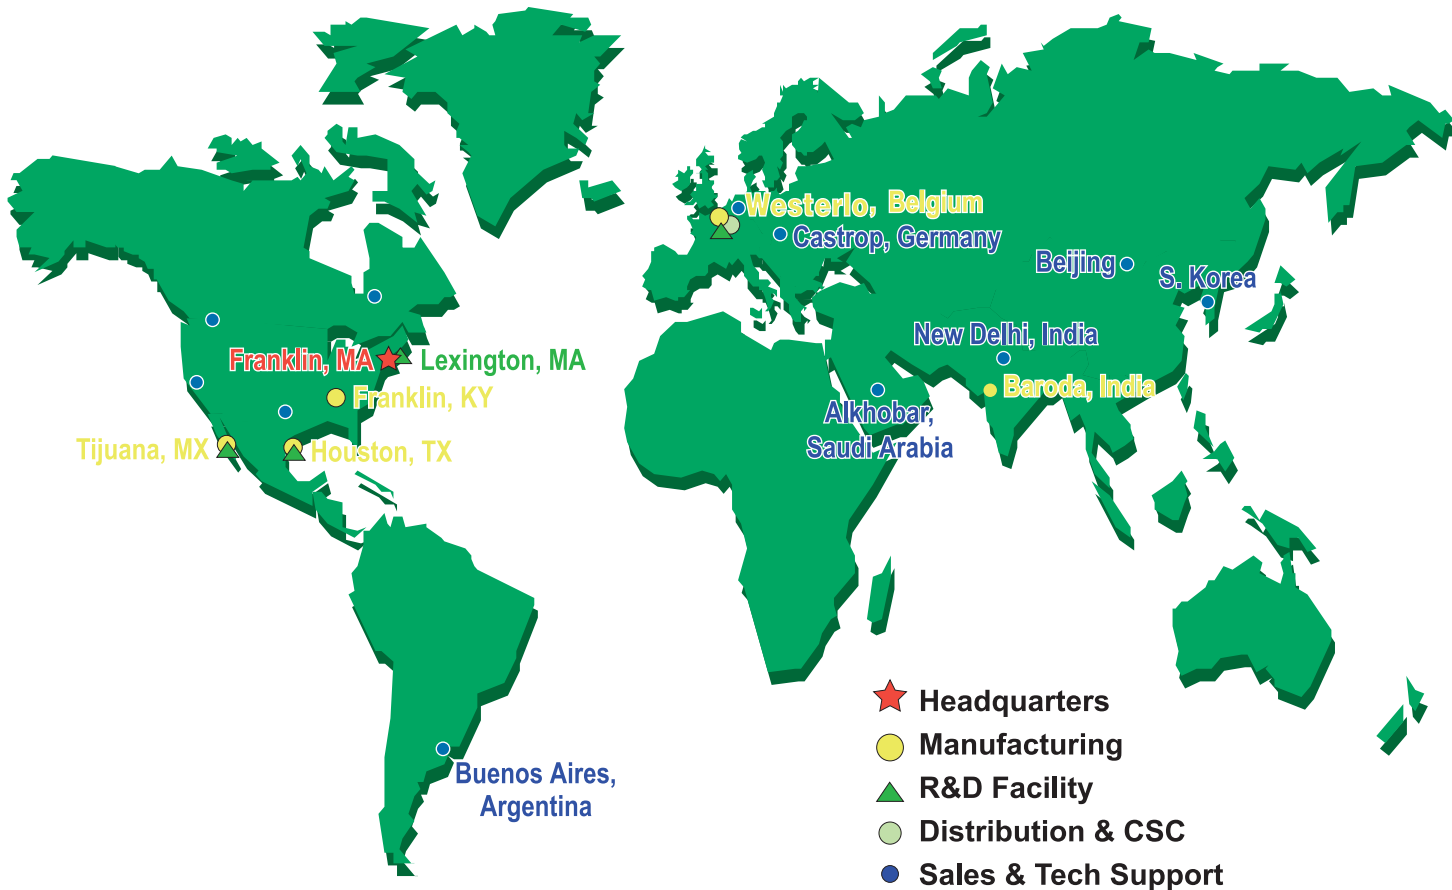 Westerlo, Belgium
Castrop, Germany
Beijing
S. Korea
New Delhi, India
Franklin, MA
Lexington, MA
Baroda, India
Franklin, KY
Alkhobar,
Saudi Arabia
Tijuana, MX
Houston, TX
Buenos Aires,
Argentina
Headquarters
Manufacturing
R&D Facility
Distribution & CSC
Sales & Tech Support